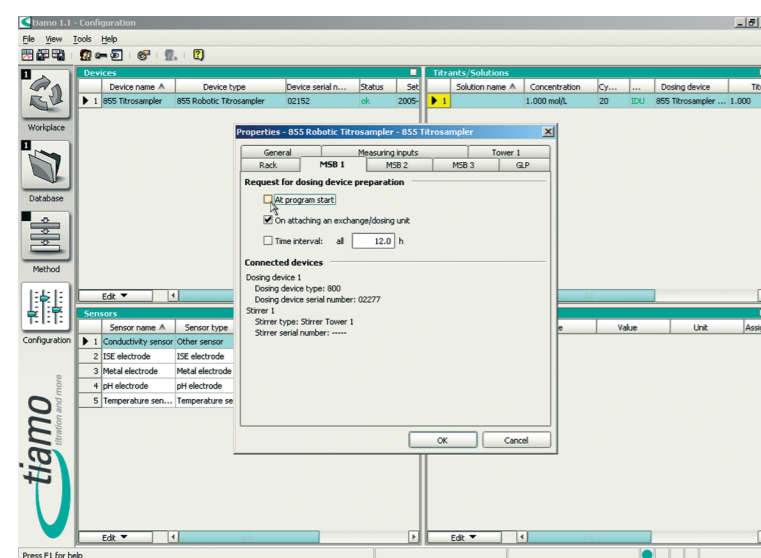 tiamo 1.1 - Configuration
File View Tools Help
1
Workplace
1
Database
Method
Configuration
tiamo
titration and more
Devices
Device name Device type Device serial n... Status Set
1 855 Titrosampler 855 Robotic Titrosampler 02152 ok 2005-
Edit
Titrants/Solutions
Solution name Concentration Cy... ... Dosing device Tit
1 1.000 mol/L 20 IDU 855 Titrosampler ... 1.000
Sensors
Sensor name Sensor type
1 Conductivity sensor Other sensor
2 ISE electrode ISE electrode
3 Metal electrode Metal electrode
4 pH electrode pH electrode
5 Temperature sen... Temperature se
Edit
e Value Unit Assi
Edit
Properties - 855 Robotic Titrosampler - 855 Titrosampler
General Measuring inputs Tower 1
Rack MSB 1 MSB 2 MSB 3 GLP
Request for dosing device preparation
At program start
On attaching an exchange/dosing unit
Time interval: all 12.0 h
Connected devices
Dosing device 1
Dosing device type: 800
Dosing device serial number: 02277
Stirrer 1
Stirrer type: Stirrer Tower 1
Stirrer serial number: -----
OK Cancel
Press F1 for help